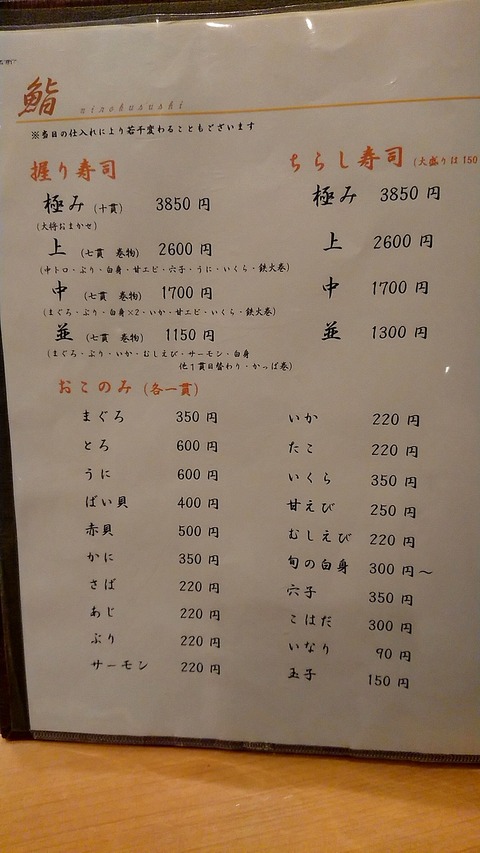 鮨 ninokusushi
※当日の仕入れにより若干変わることもございます
握り寿司
極み (十貫) 3850 円
(大将おまかせ)
上 (七貫 巻物) 2600 円
(中トロ・ぶり・白身・甘エビ・穴子・うに・いくら・鉄火巻)
中 (七貫 巻物) 1700 円
(まぐろ・ぶり・白身×2・いか・甘エビ・いくら・鉄火巻)
並 (七貫 巻物) 1150 円
(まぐろ・ぶり・いか・むしえび・サーモン・白身
他1貫日替わり・かっぱ巻)
ちらし寿司 (大盛りは150
極み 3850 円
上 2600 円
中 1700 円
並 1300 円
おこのみ (各一貫)
まぐろ 350 円
とろ 600 円
うに 600 円
ばい貝 400 円
赤貝 500 円
かに 350 円
さば 220 円
あじ 220 円
ぶり 220 円
サーモン 220 円
いか 220 円
たこ 220 円
いくら 350 円
甘えび 250 円
むしえび 220 円
旬の白身 300 円～
穴子 350 円
こはだ 300 円
いなり 90 円
玉子 150 円